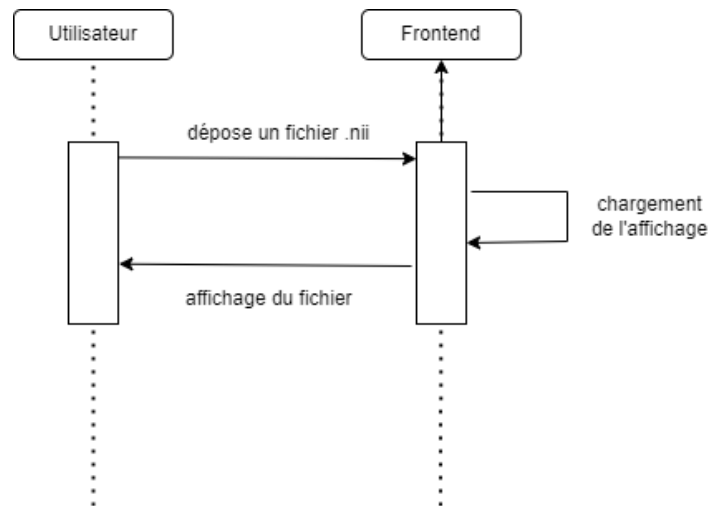 Utilisateur
Frontend
dépose un fichier .nii
chargement
de l'affichage
affichage du fichier